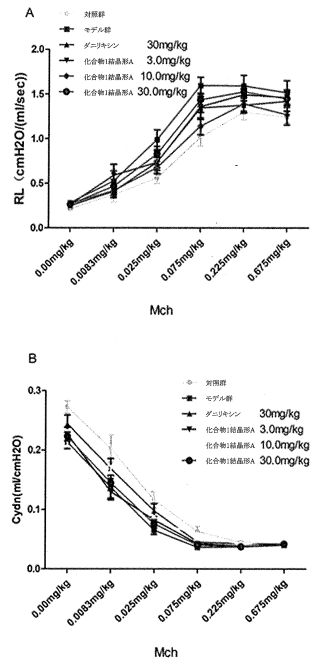 A
対照群
モデル群
ダニリキシン 30mg/kg
化合物1結晶形A 3.0mg/kg
化合物1結晶形A 10.0mg/kg
化合物1結晶形A 30.0mg/kg
RL (cmH2O/(ml/sec))
2.0
1.5
1.0
0.5
0.0
0.00mg/kg
0.0083mg/kg
0.025mg/kg
0.075mg/kg
0.225mg/kg
0.675mg/kg
Mch
B
対照群
モデル群
ダニリキシン 30mg/kg
化合物1結晶形A 3.0mg/kg
化合物1結晶形A 10.0mg/kg
化合物1結晶形A 30.0mg/kg
Cydn(ml/cmH2O)
0.3
0.2
0.1
0.0
0.00mg/kg
0.0083mg/kg
0.025mg/kg
0.075mg/kg
0.225mg/kg
0.675mg/kg
Mch